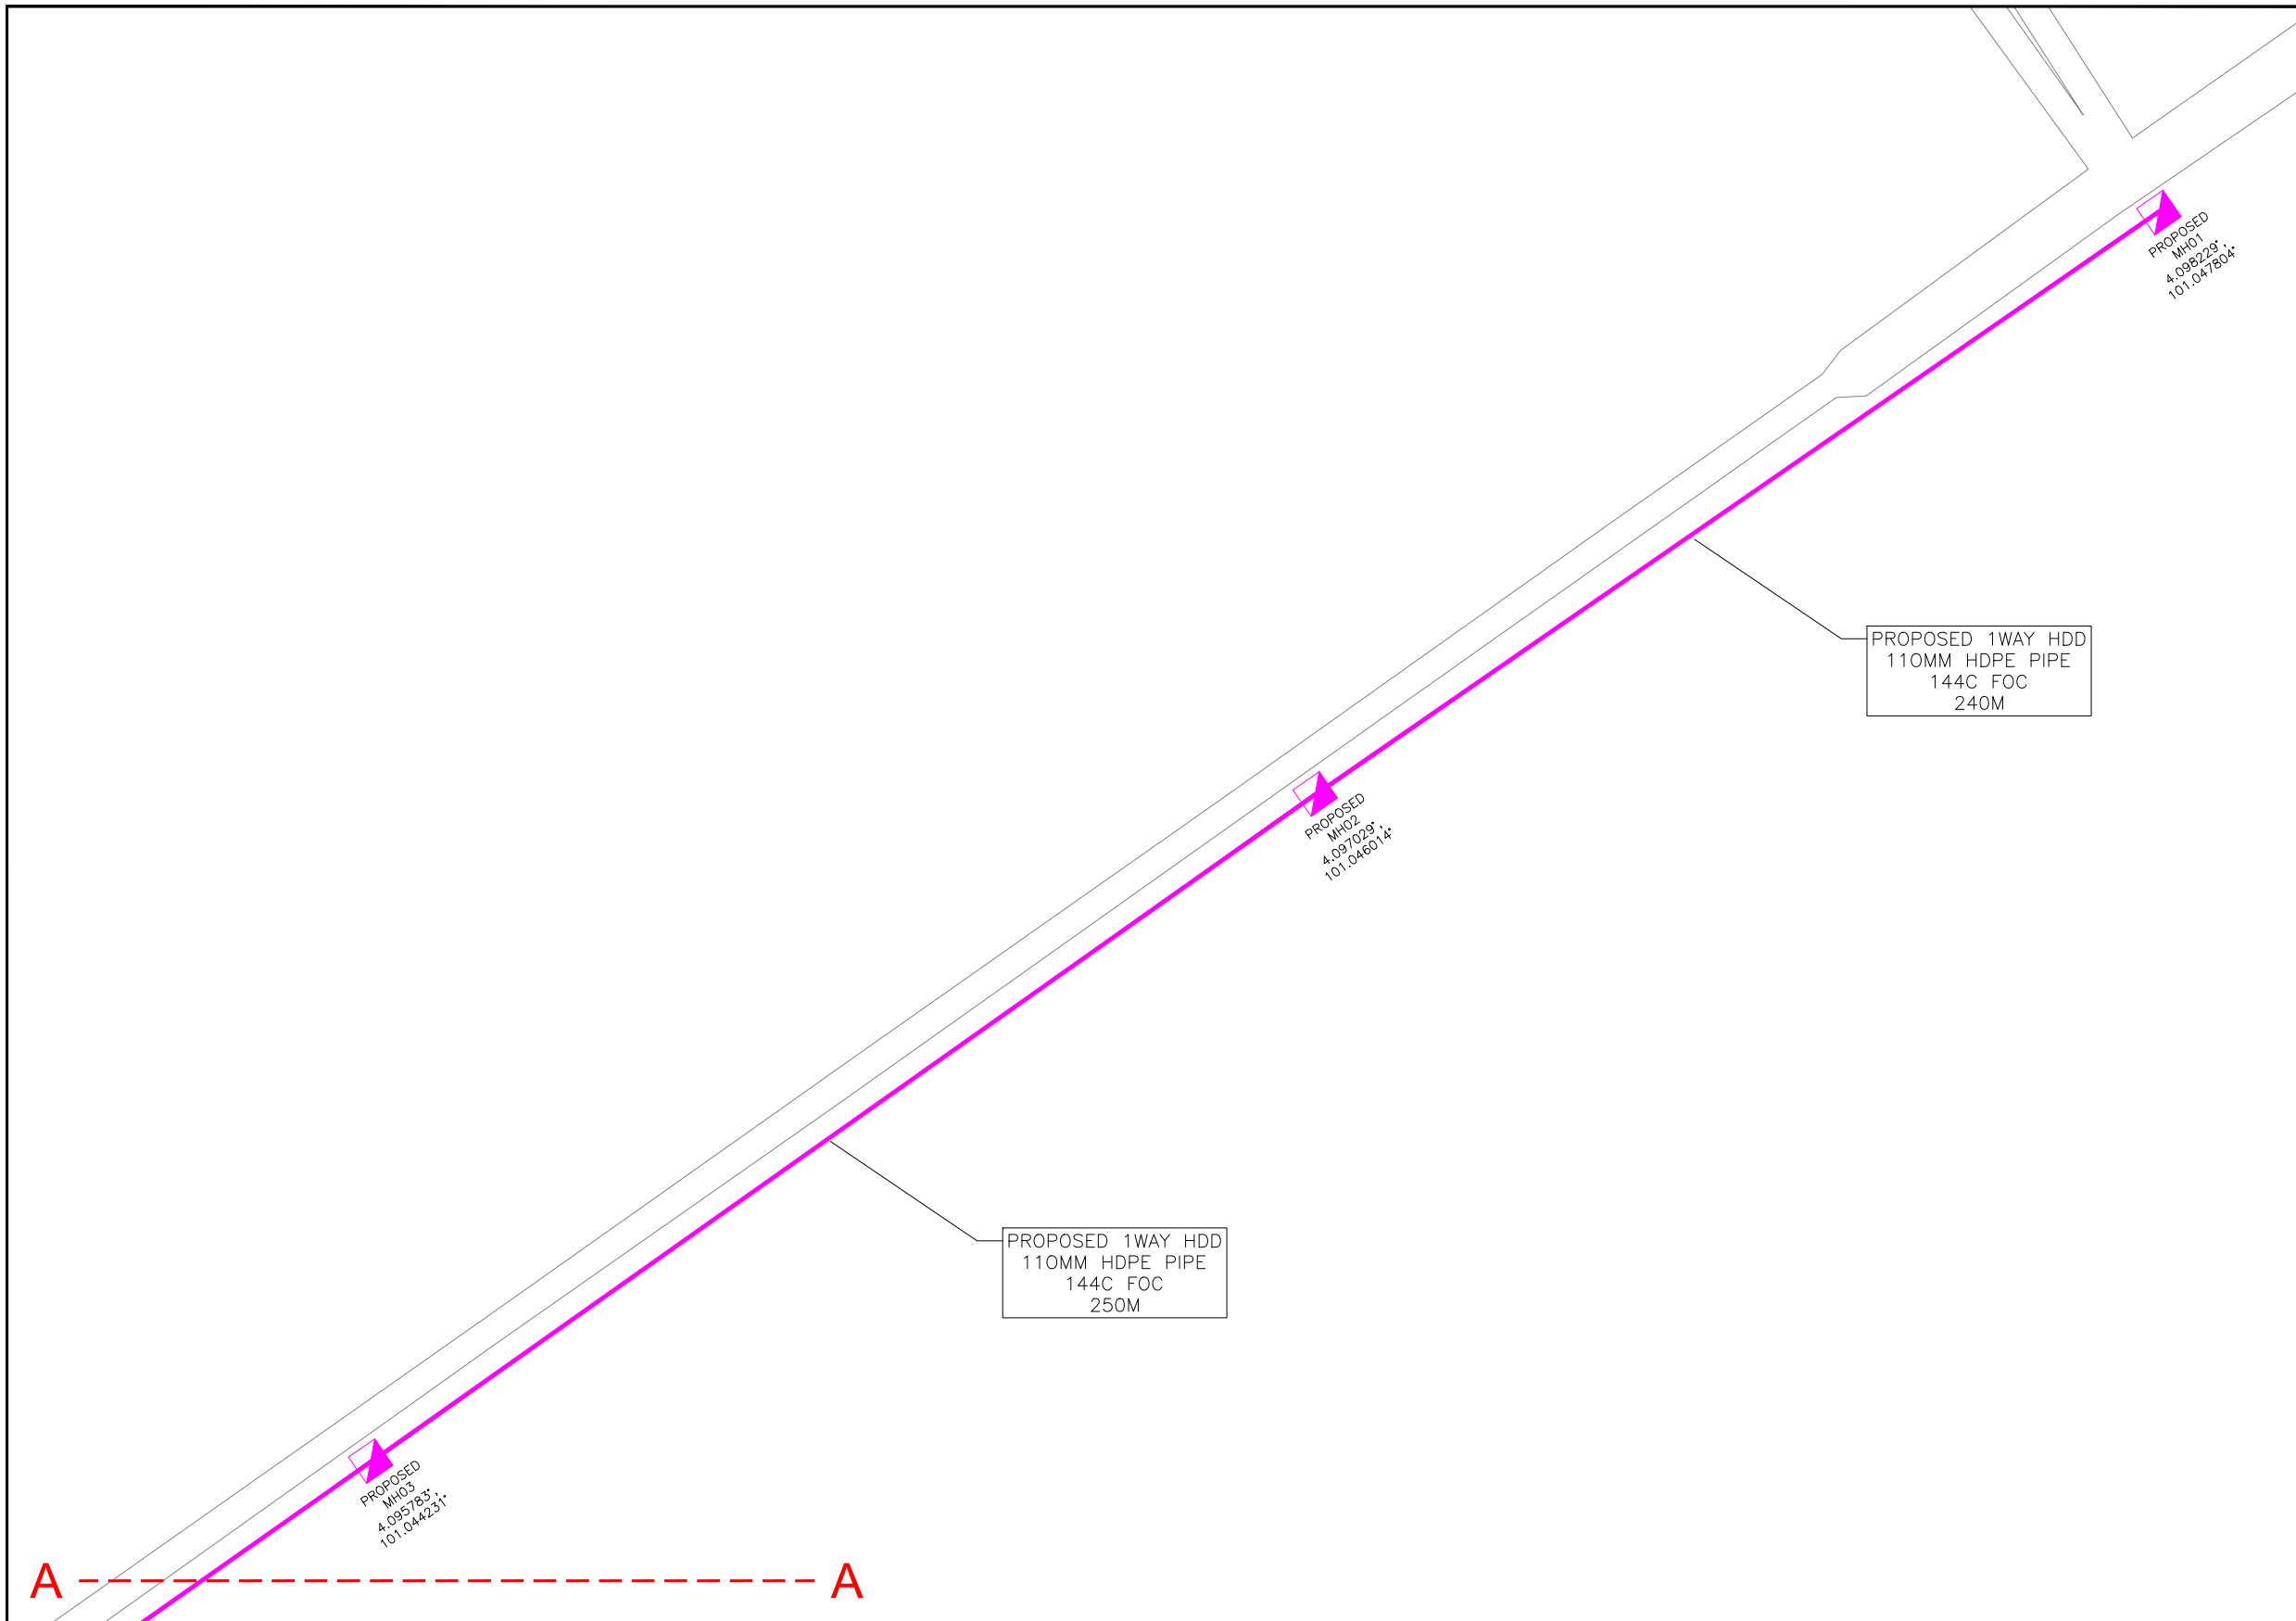 PROPOSED
MH01
4.098229°,
101.047804°
PROPOSED 1WAY HDD
110MM HDPE PIPE
144C FOC
240M
PROPOSED
MH02
4.097029°,
101.046014°
PROPOSED 1WAY HDD
110MM HDPE PIPE
144C FOC
250M
PROPOSED
MH03
4.095783°,
101.044231°
A A